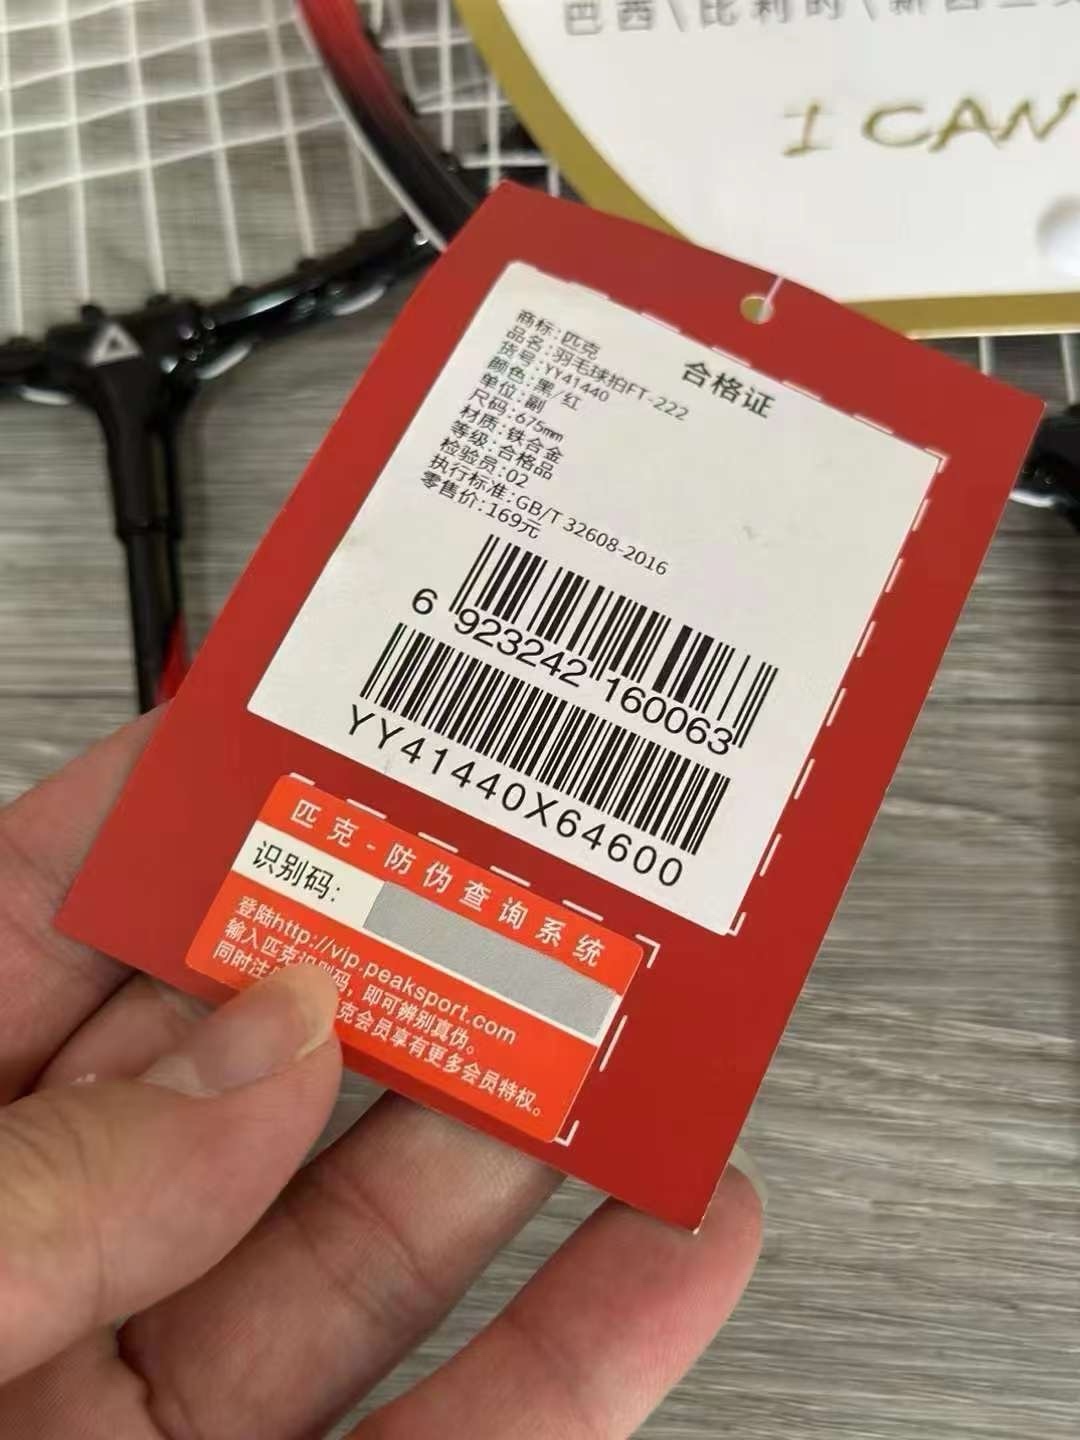 巴西\比利时\新西兰
I CAN
合格证
商标:匹克
品名:羽毛球拍FT-222
货号:YY41440
颜色:黑/红
单位:副
尺码:675mm
材质:铁合金
等级:合格品
检验员:02
执行标准:GB/T 32608-2016
零售价:169元
6 923242 160063
YY41440X64600
匹克-防伪查询系统
识别码:
登陆http://vip.peaksport.com
输入匹克识别码，即可辨别真伪。
同时注 克会员享有更多会员特权。